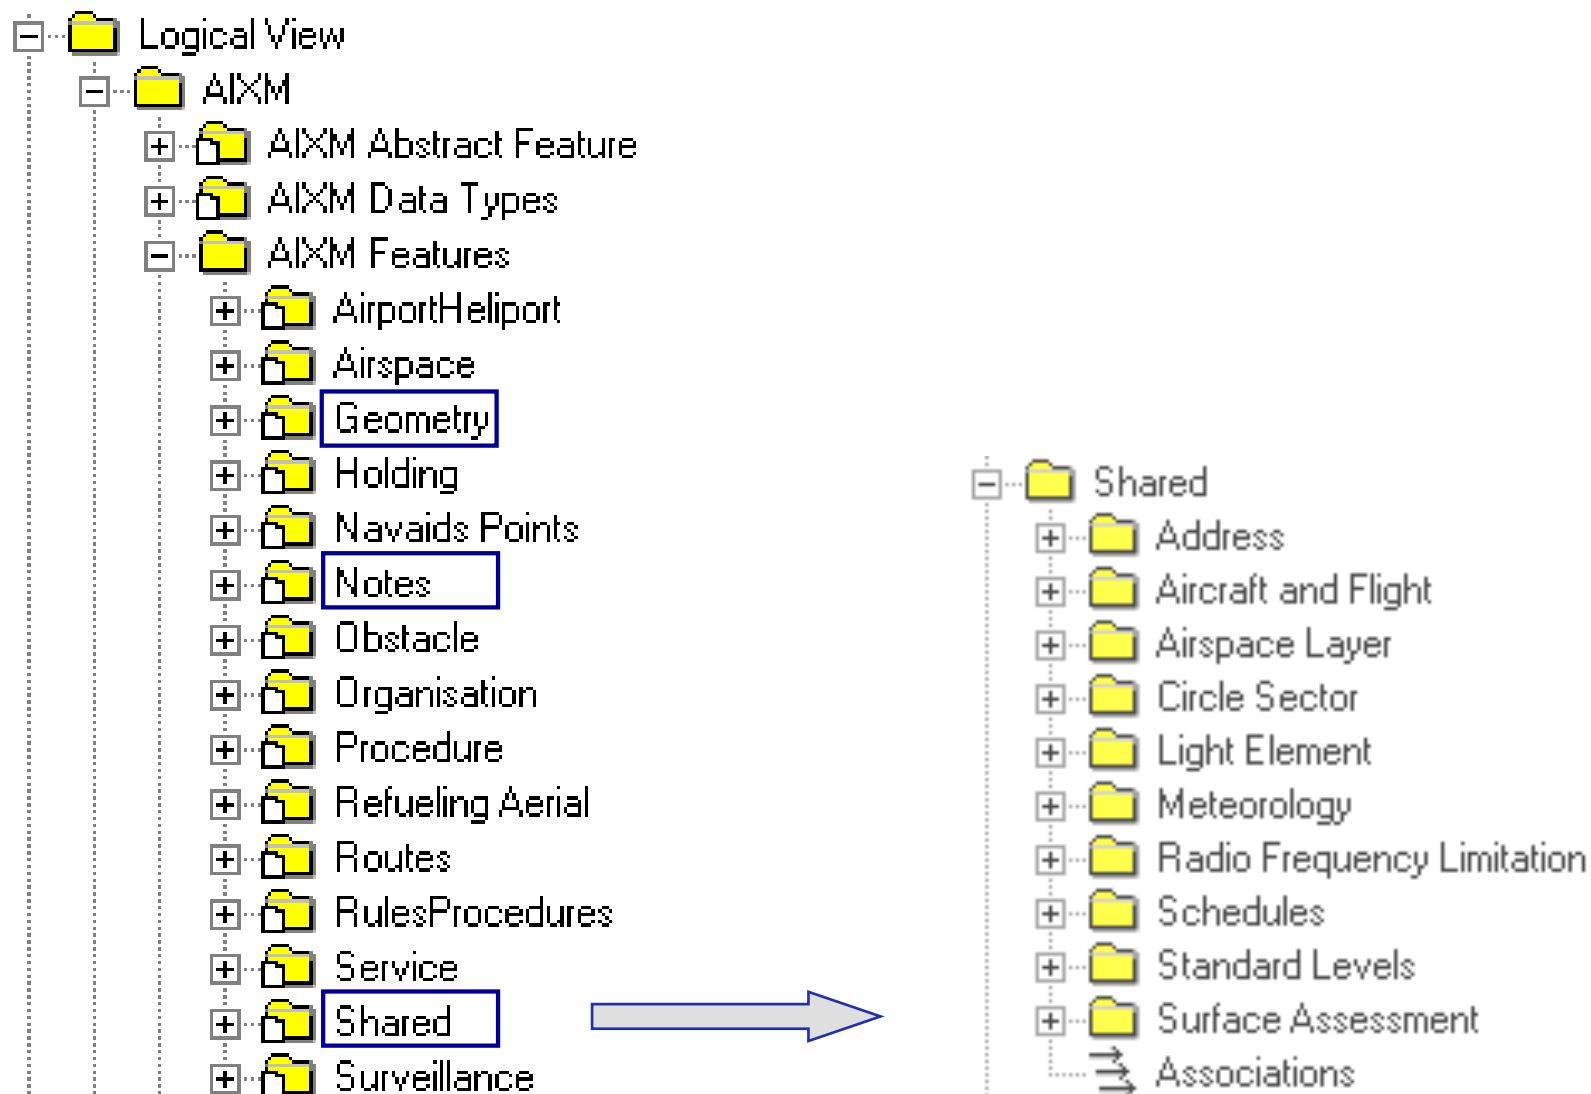 Logical View
AIXM
AIXM Abstract Feature
AIXM Data Types
AIXM Features
AirportHeliport
Airspace
Geometry
Holding
Navaids Points
Notes
Obstacle
Organisation
Procedure
Refueling Aerial
Routes
RulesProcedures
Service
Shared
Surveillance
Shared
Address
Aircraft and Flight
Airspace Layer
Circle Sector
Light Element
Meteorology
Radio Frequency Limitation
Schedules
Standard Levels
Surface Assessment
Associations